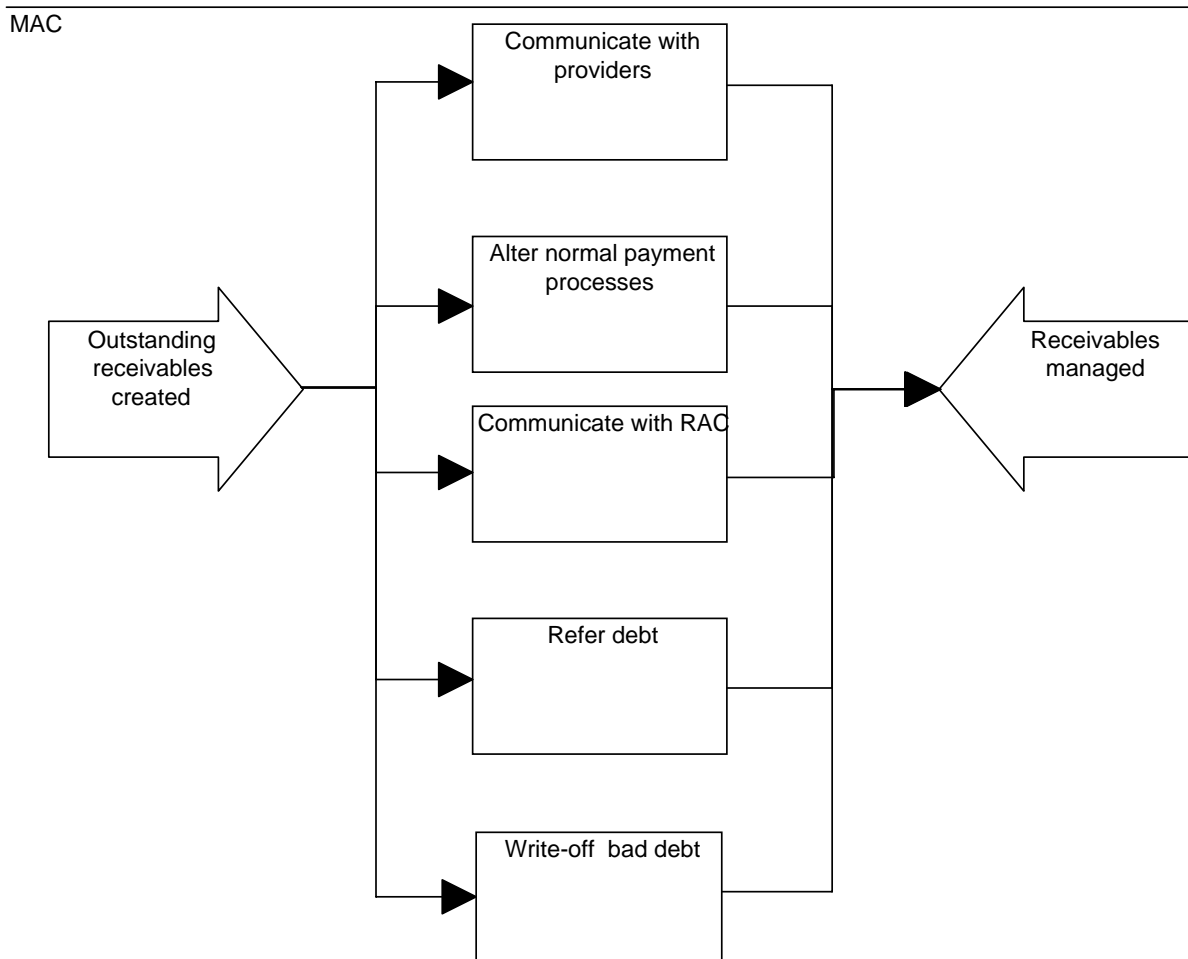 MAC
Communicate with
providers
Alter normal payment
processes
Outstanding
receivables
created
Receivables
managed
Communicate with RAC
Refer debt
Write-off  bad debt